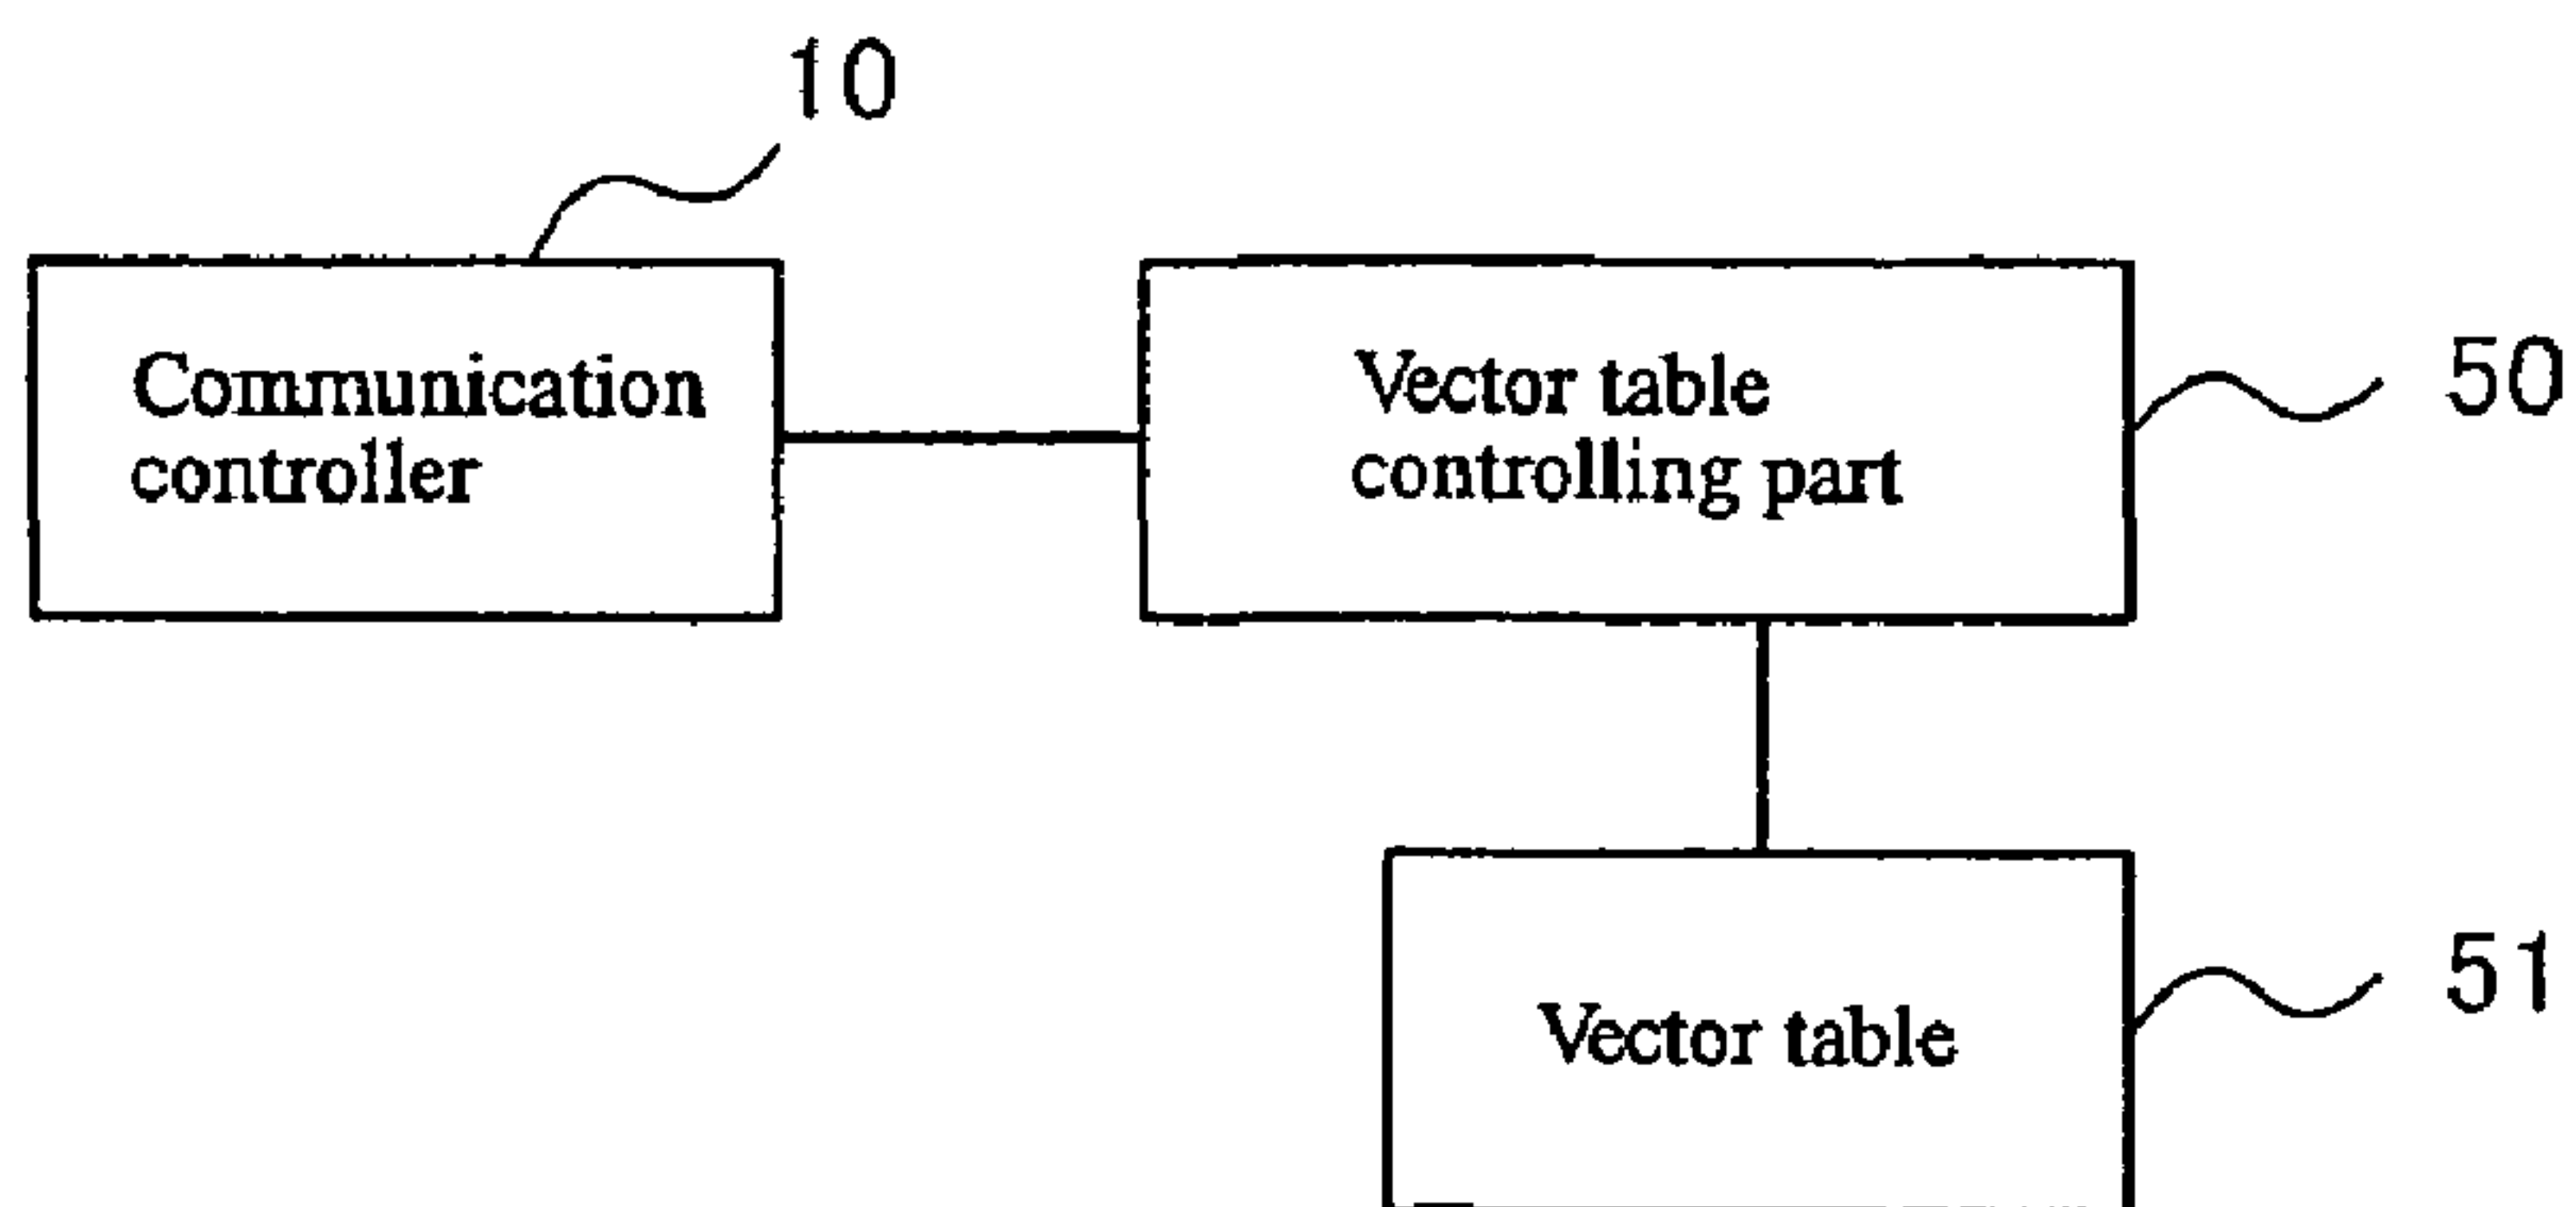 10
Communication
controller
Vector table
controlling part
50
Vector table
51